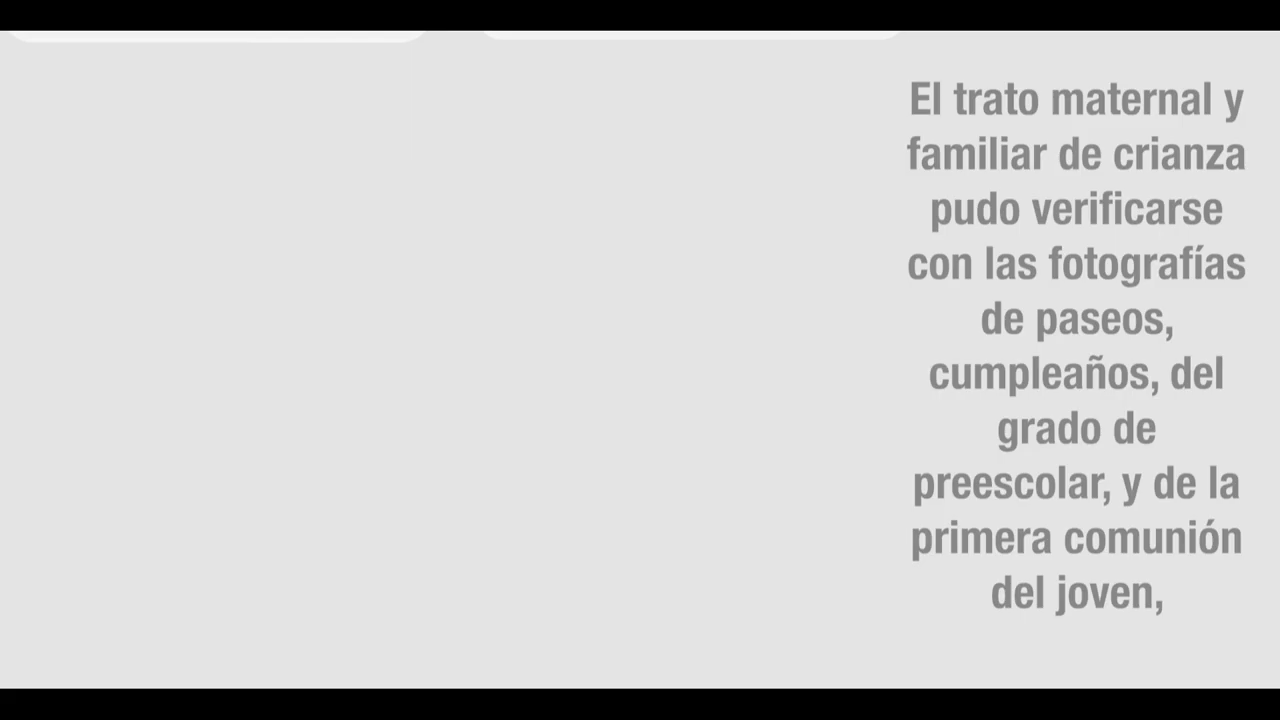 El trato maternal y
familiar de crianza
pudo verificarse
con las fotografías
de paseos,
cumpleaños, del
grado de
preescolar, y de la
primera comunión
del joven,